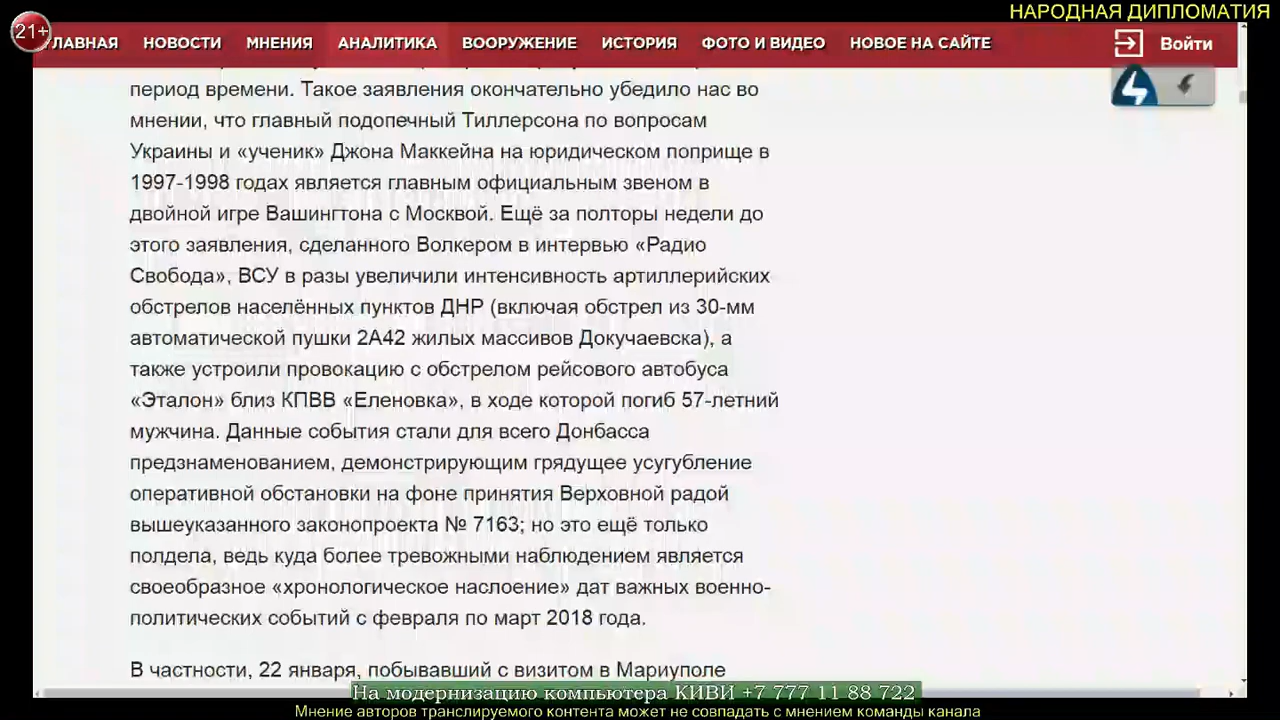 НАРОДНАЯ ДИПЛОМАТИЯ
21+
ГЛАВНАЯ НОВОСТИ МНЕНИЯ АНАЛИТИКА ВООРУЖЕНИЕ ИСТОРИЯ ФОТО И ВИДЕО НОВОЕ НА САЙТЕ Войти
период времени. Такое заявления окончательно убедило нас во
мнении, что главный подопечный Тиллерсона по вопросам
Украины и «ученик» Джона Маккейна на юридическом поприще в
1997-1998 годах является главным официальным звеном в
двойной игре Вашингтона с Москвой. Ещё за полторы недели до
этого заявления, сделанного Волкером в интервью «Радио
Свобода», ВСУ в разы увеличили интенсивность артиллерийских
обстрелов населённых пунктов ДНР (включая обстрел из 30-мм
автоматической пушки 2А42 жилых массивов Докучаевска), а
также устроили провокацию с обстрелом рейсового автобуса
«Эталон» близ КПВВ «Еленовка», в ходе которой погиб 57-летний
мужчина. Данные события стали для всего Донбасса
предзнаменованием, демонстрирующим грядущее усугубление
оперативной обстановки на фоне принятия Верховной радой
вышеуказанного законопроекта № 7163; но это ещё только
полдела, ведь куда более тревожными наблюдением является
своеобразное «хронологическое наслоение» дат важных военно-
политических событий с февраля по март 2018 года.
В частности, 22 января, побывавший с визитом в Мариуполе
На модернизацию компьютера КИВИ +7 777 11 88 722
Мнение авторов транслируемого контента может не совпадать с мнением команды канала